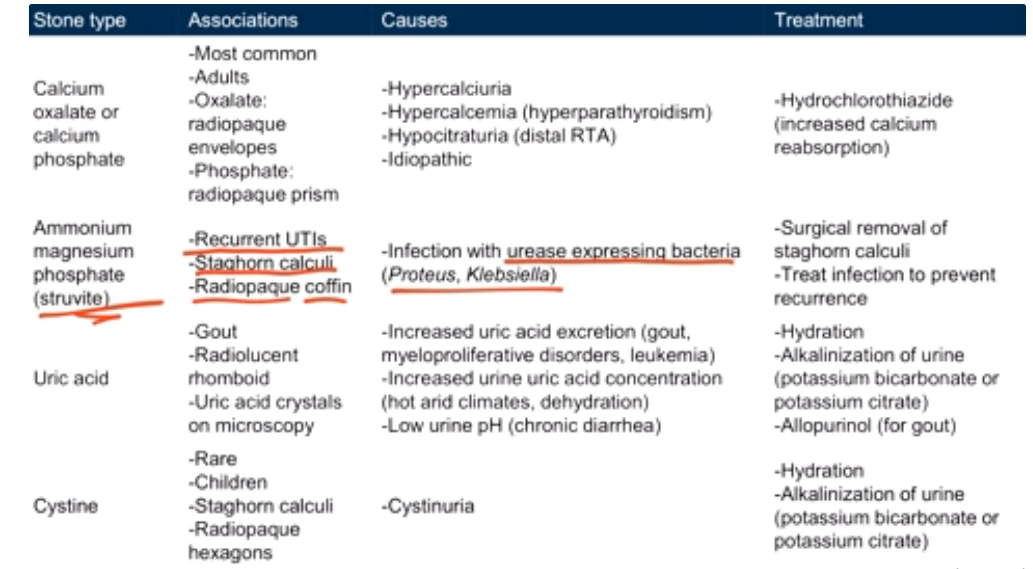 Stone type Associations Causes Treatment
Calcium
oxalate or
calcium
phosphate
-Most common
-Adults
-Oxalate:
radiopaque
envelopes
-Phosphate:
radiopaque prism
-Hypercalciuria
-Hypercalcemia (hyperparathyroidism)
-Hypocitraturia (distal RTA)
-Idiopathic
-Hydrochlorothiazide
(increased calcium
reabsorption)
Ammonium
magnesium
phosphate
(struvite)
-Recurrent UTIs
-Staghorn calculi
-Radiopaque coffin
-Infection with urease expressing bacteria
(Proteus, Klebsiella)
-Surgical removal of
staghorn calculi
-Treat infection to prevent
recurrence
Uric acid
-Gout
-Radiolucent
rhomboid
-Uric acid crystals
on microscopy
-Increased uric acid excretion (gout,
myeloproliferative disorders, leukemia)
-Increased urine uric acid concentration
(hot arid climates, dehydration)
-Low urine pH (chronic diarrhea)
-Hydration
-Alkalinization of urine
(potassium bicarbonate or
potassium citrate)
-Allopurinol (for gout)
Cystine
-Rare
-Children
-Staghorn calculi
-Radiopaque
hexagons
-Cystinuria
-Hydration
-Alkalinization of urine
(potassium bicarbonate or
potassium citrate)